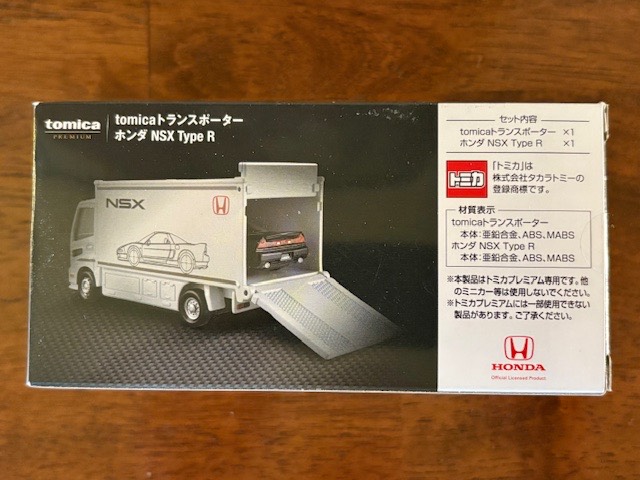 tomica
PREMIUM
tomicaトランスポーター
ホンダ NSX Type R
NSX
セット内容
tomicaトランスポーター ×1
ホンダ NSX Type R ×1
トミカ
「トミカ」は
株式会社タカラトミーの
登録商標です。
材質表示
tomicaトランスポーター
本体：亜鉛合金、ABS、MABS
ホンダ NSX Type R
本体：亜鉛合金、ABS、MABS
※本製品はトミカプレミアム専用です。他
のミニカー等は使用しないでください。
※トミカプレミアムには一部使用できない
製品があります。ご了承ください。
HONDA
Official Licensed Product